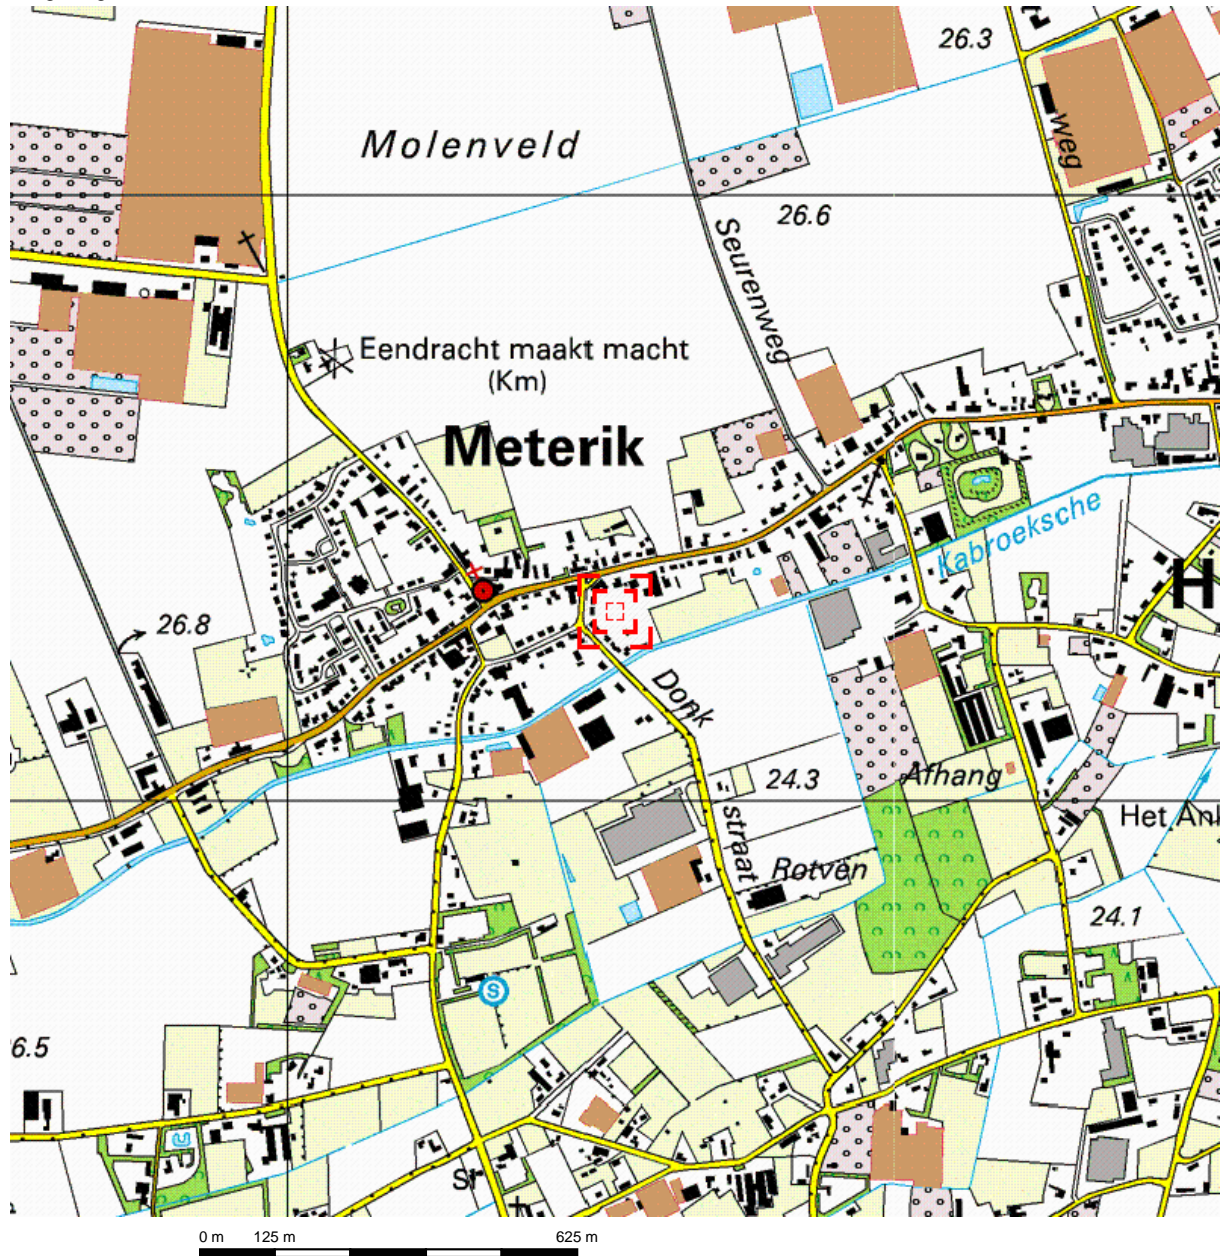 26.3
Molenveld
weg
26.6
Seurenweg
Eendracht maakt macht
(Km)
Meterik
Kabroeksche
H
26.8
Donk
24.3
Afhang
straat
Het Ank
Rotven
24.1
S
6.5
St
0 m 125 m 625 m